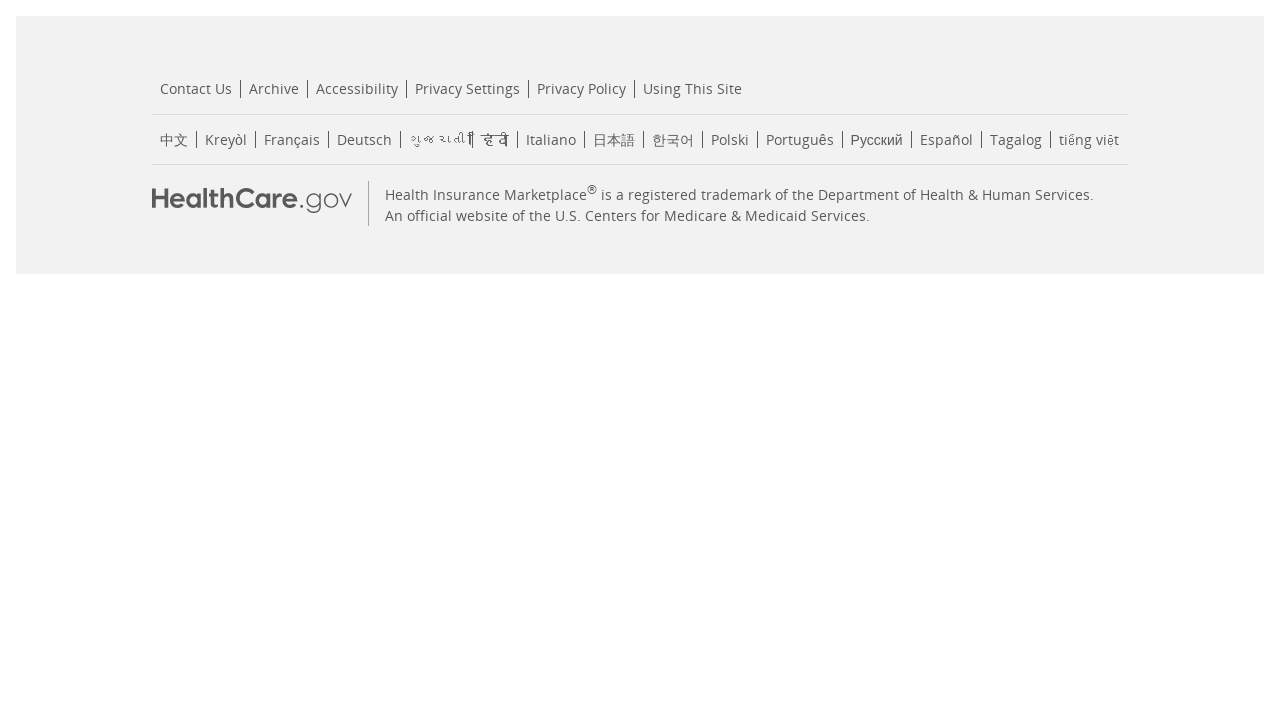 Contact Us Archive Accessibility Privacy Settings Privacy Policy Using This Site
中文 Kreyòl Français Deutsch ગુજરાતી हिंदी Italiano 日本語 한국어 Polski Português Русский Español Tagalog tiếng việt
HealthCare.gov
Health Insurance Marketplace® is a registered trademark of the Department of Health & Human Services.
An official website of the U.S. Centers for Medicare & Medicaid Services.